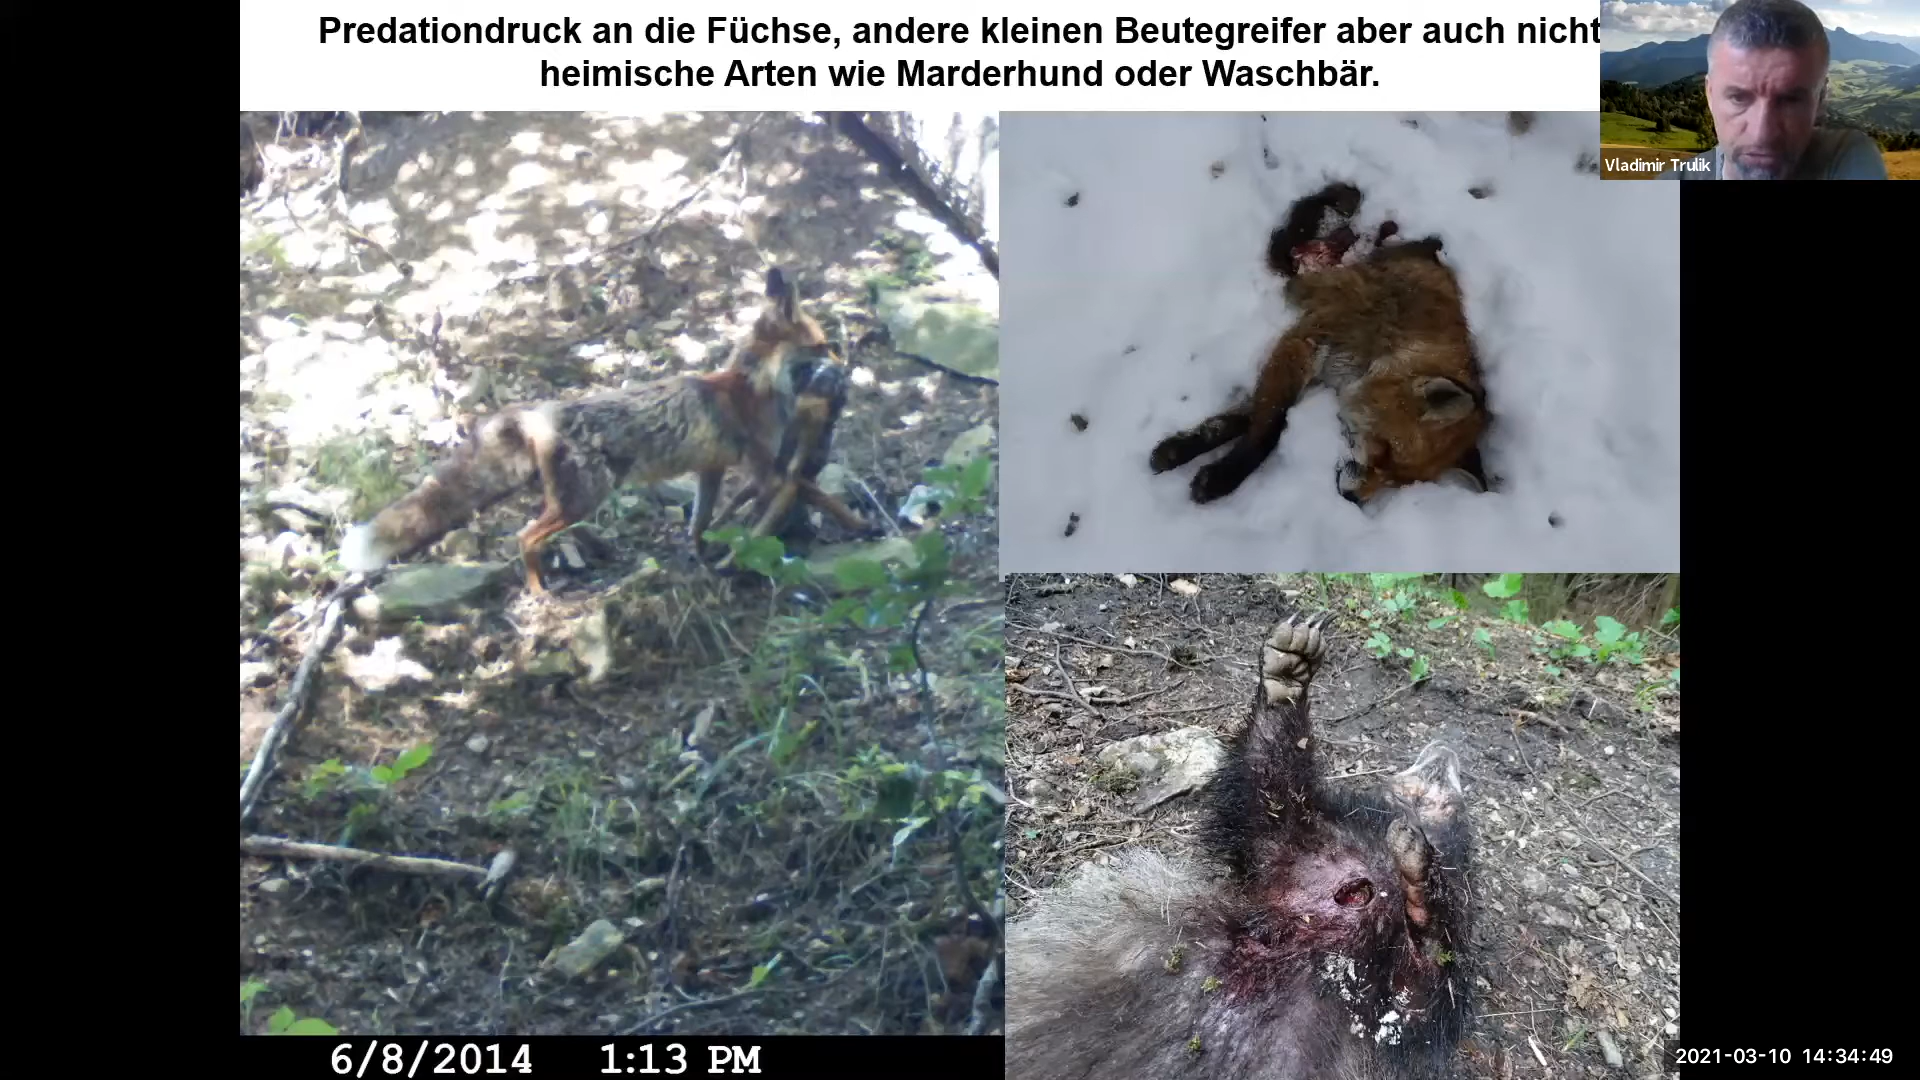 Predationdruck an die Füchse, andere kleinen Beutegreifer aber auch nicht
heimische Arten wie Marderhund oder Waschbär.
Vladimir Trulik
6/8/2014 1:13 PM
2021-03-10 14:34:49